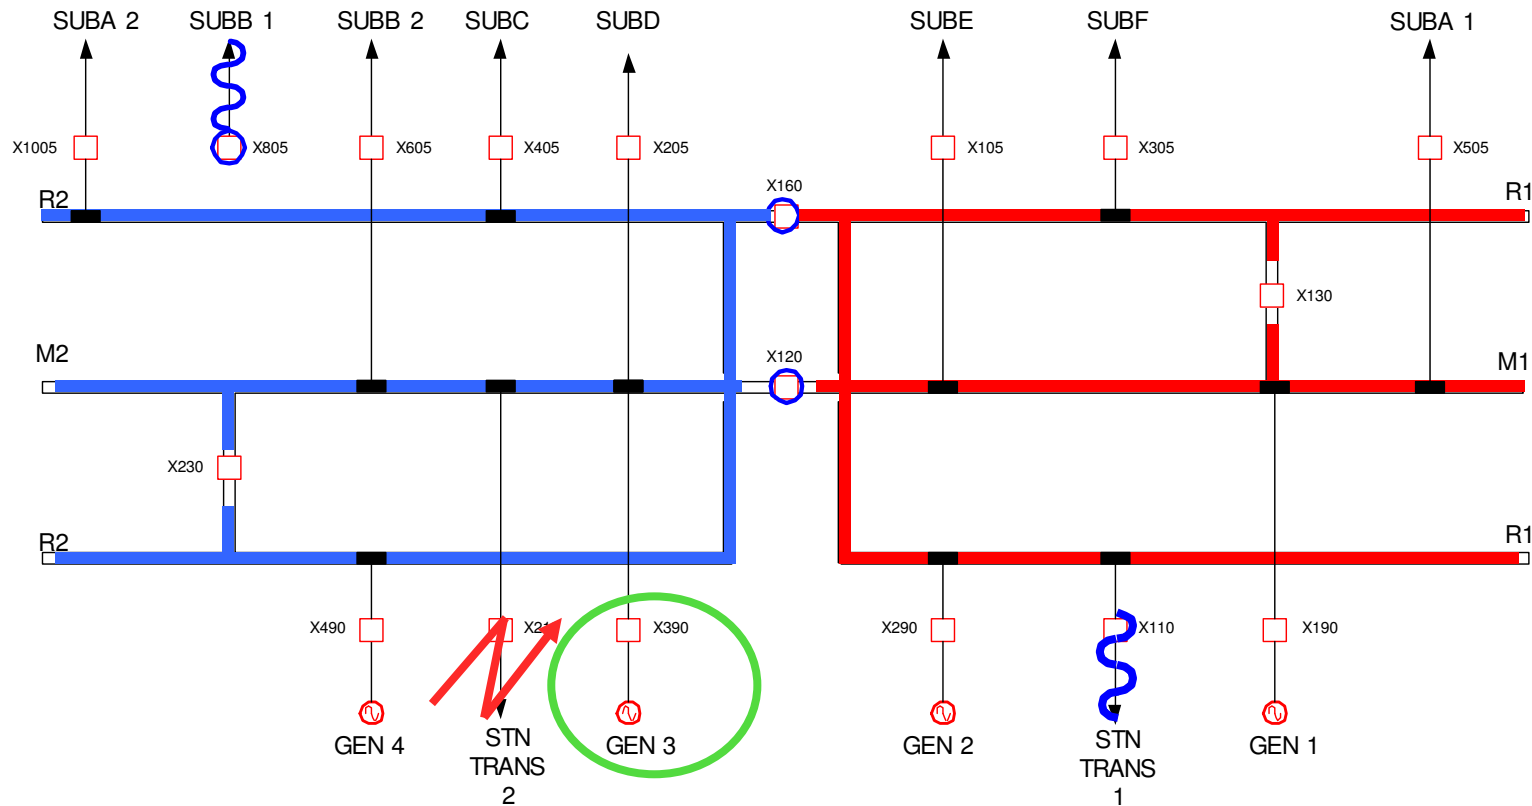 SUBA 2 SUBB 1 SUBB 2 SUBC SUBD SUBE SUBF SUBA 1
X1005 X805 X605 X405 X205 X105 X305 X505
X160
R2 R1
X130
X120
M2 M1
X230
R2 R1
X490 X390 X290 X110 X190
GEN 4 STN GEN 3 GEN 2 STN GEN 1
TRANS TRANS
2 1